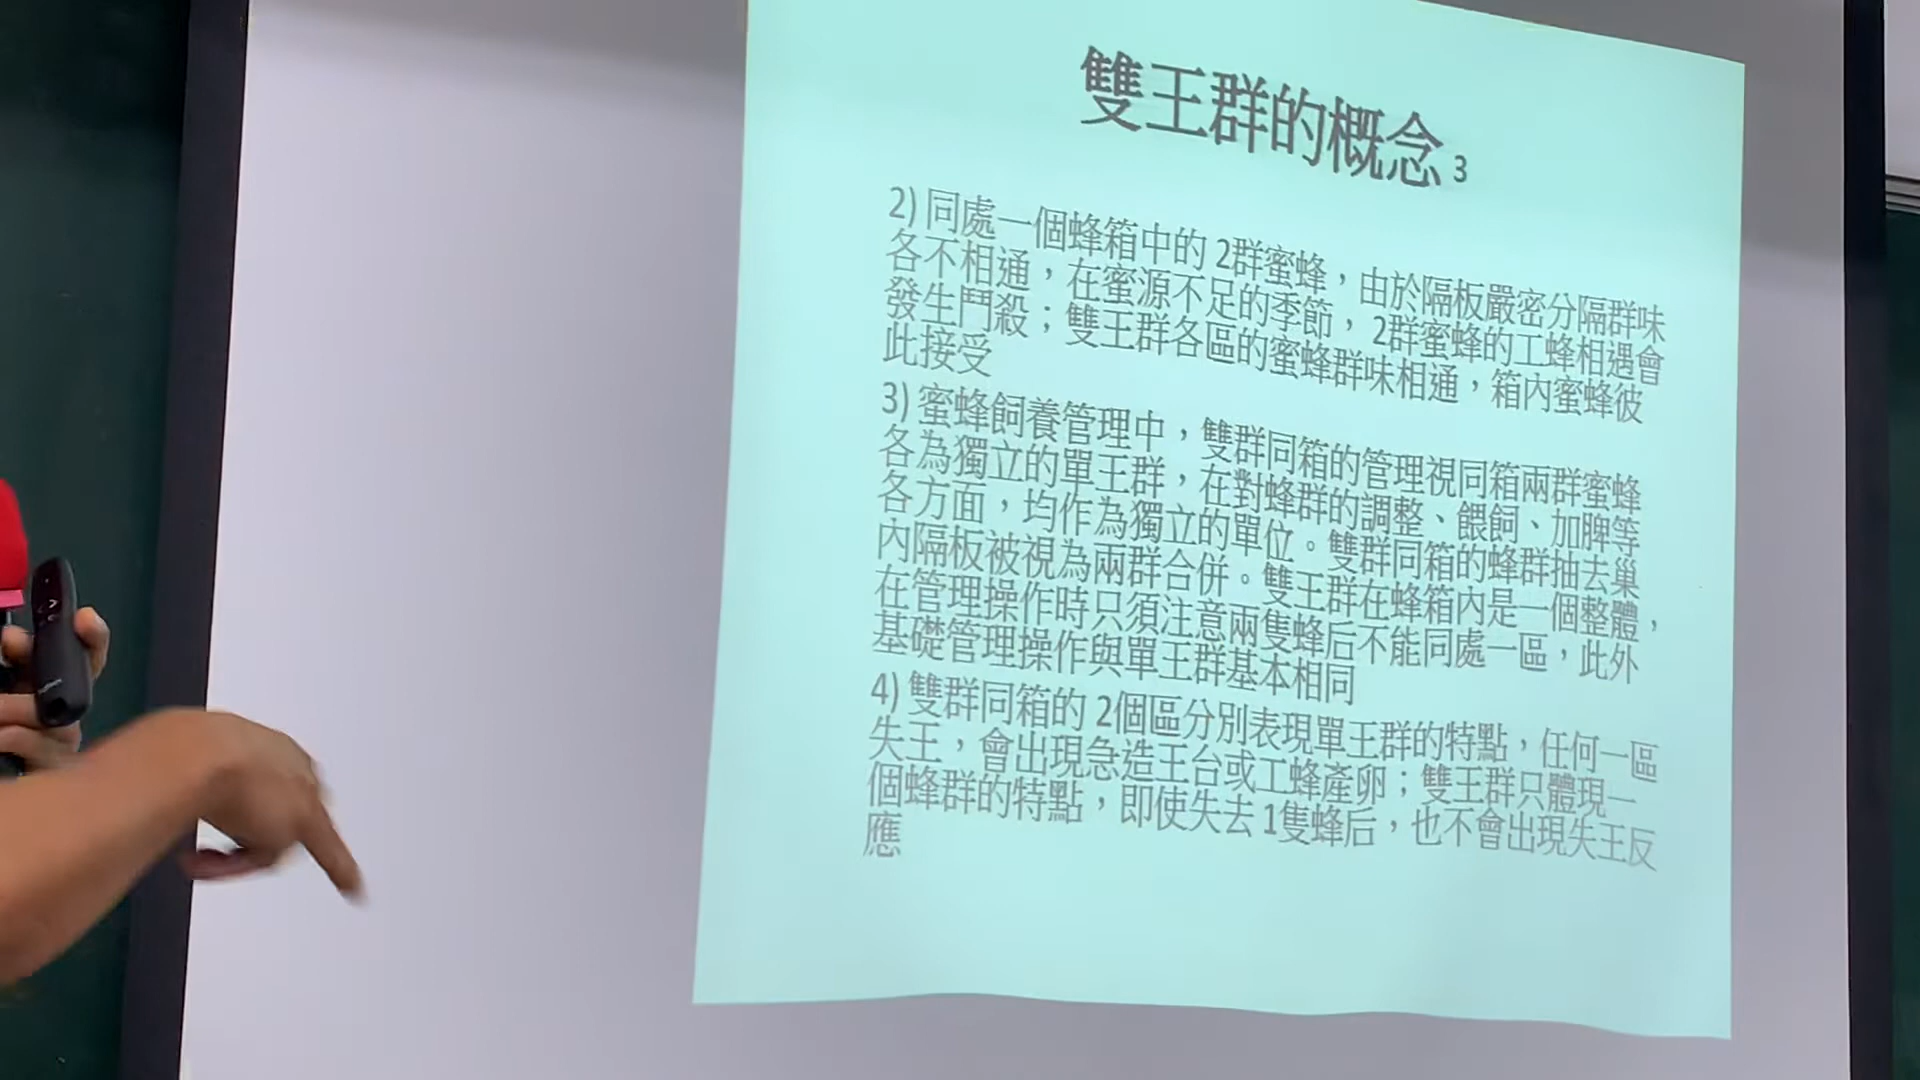 雙王群的概念 3
2) 同處一個蜂箱中的 2群蜜蜂，由於隔板嚴密分隔群味
各不相通，在蜜源不足的季節， 2群蜜蜂的工蜂相遇會
發生鬥殺；雙王群各區的蜜蜂群味相通，箱內蜜蜂彼
此接受
3) 蜜蜂飼養管理中，雙群同箱的管理視同箱兩群蜜蜂
各為獨立的單王群，在對蜂群的調整、餵飼、加脾等
各方面，均作為獨立的單位。雙群同箱的蜂群抽去巢
內隔板被視為兩群合併。雙王群在蜂箱內是一個整體，
在管理操作時只須注意兩隻蜂后不能同處一區，此外
基礎管理操作與單王群基本相同
4) 雙群同箱的 2個區分別表現單王群的特點，任何一區
失王，會出現急造王台或工蜂產卵；雙王群只體現一
個蜂群的特點，即使失去 1隻蜂后，也不會出現失王反
應